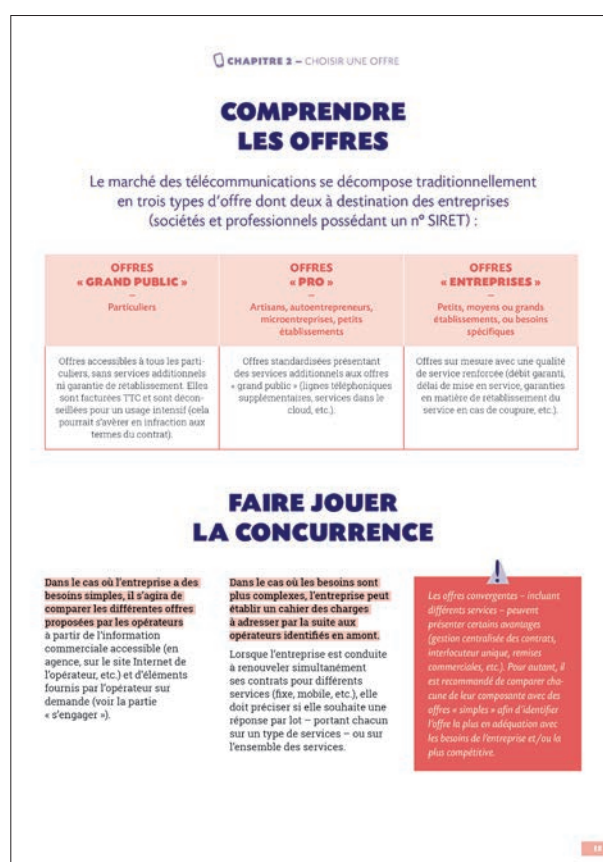 CHAPITRE 2 – CHOISIR UNE OFFRE
COMPRENDRE
LES OFFRES
Le marché des télécommunications se décompose traditionnellement
en trois types d'offre dont deux à destination des entreprises
(sociétés et professionnels possédant un n° SIRET) :
OFFRES
« GRAND PUBLIC »
–
Particuliers
Offres accessibles à tous les parti-
culiers, sans services additionnels
ni garantie de rétablissement. Elles
sont facturées TTC et sont décon-
seillées pour un usage intensif (cela
pourrait s'avérer en infraction aux
termes du contrat).
OFFRES
« PRO »
–
Artisans, autoentrepreneurs,
microentreprises, petits
établissements
Offres standardisées présentant
des services additionnels aux offres
« grand public » (lignes téléphoniques
supplémentaires, services dans le
cloud, etc.).
OFFRES
« ENTREPRISES »
–
Petits, moyens ou grands
établissements, ou besoins
spécifiques
Offres sur mesure avec une qualité
de service renforcée (débit garanti,
délai de mise en service, garanties
en matière de rétablissement du
service en cas de coupure, etc.).
FAIRE JOUER
LA CONCURRENCE
Dans le cas où l'entreprise a des
besoins simples, il s'agira de
comparer les différentes offres
proposées par les opérateurs
à partir de l'information
commerciale accessible (en
agence, sur le site Internet de
l'opérateur, etc.) et d'éléments
fournis par l'opérateur sur
demande (voir la partie
« s'engager »).
Dans le cas où les besoins sont
plus complexes, l'entreprise peut
établir un cahier des charges
à adresser par la suite aux
opérateurs identifiés en amont.
Lorsque l'entreprise est conduite
à renouveler simultanément
ses contrats pour différents
services (fixe, mobile, etc.), elle
doit préciser si elle souhaite une
réponse par lot – portant chacun
sur un type de services – ou sur
l'ensemble des services.
!
Les offres convergentes – incluant
différents services – peuvent
présenter certains avantages
(gestion centralisée des contrats,
interlocuteur unique, remises
commerciales, etc.). Pour autant, il
est recommandé de comparer cha-
cune de leur composante avec des
offres « simples » afin d'identifier
l'offre la plus en adéquation avec
les besoins de l'entreprise et/ou la
plus compétitive.